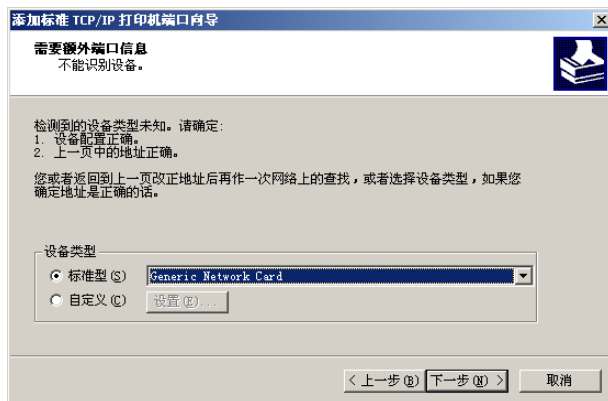 添加标准 TCP/IP 打印机端口向导
需要额外端口信息
不能识别设备。
检测到的设备类型未知。请确定:
1. 设备配置正确。
2. 上一页中的地址正确。
您或者返回到上一页改正地址后再作一次网络上的查找，或者选择设备类型，如果您
确定地址是正确的话。
设备类型
标准型(S)
Generic Network Card
自定义(C)
设置(E)...
< 上一步(B)
下一步(N) >
取消